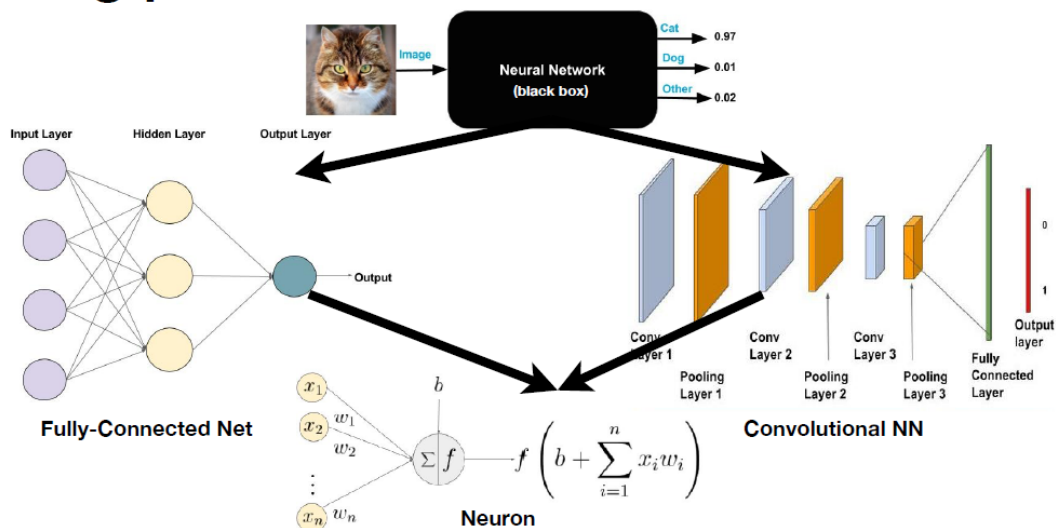 Image
Neural Network
(black box)
Cat
0.97
Dog
0.01
Other
0.02
Input Layer
Hidden Layer
Output Layer
Output
Fully-Connected Net
Conv
Layer 1
Pooling
Layer 1
Conv
Layer 2
Pooling
Layer 2
Conv
Layer 3
Pooling
Layer 3
Fully
Connected
Layer
Output
layer
0
1
Convolutional NN
x₁
x₂
⋮
xₙ
w₁
w₂
wₙ
b
Σ f
f(b + ∑ⁿᵢ₌₁ xᵢwᵢ)
Neuron